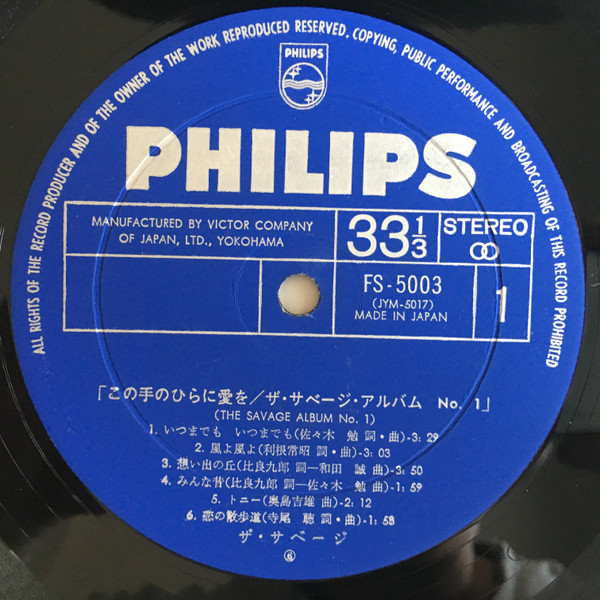 ALL RIGHTS OF THE RECORD PRODUCER AND OF THE OWNER OF THE WORK REPRODUCED RESERVED. COPYING, PUBLIC PERFORMANCE AND BROADCASTING OF THIS RECORD PROHIBITED
PHILIPS
PHILIPS
MANUFACTURED BY VICTOR COMPANY
OF JAPAN, LTD., YOKOHAMA
33 1/3
STEREO
FS-5003
(JYM-5017)
MADE IN JAPAN
1
「この手のひらに愛を/ザ・サベージ・アルバム No. 1」
(THE SAVAGE ALBUM No. 1)
1. いつまでも いつまでも(佐々木 勉 詞・曲)-3: 29
2. 風よ風よ(利根常昭 詞・曲)-3: 03
3. 想い出の丘(比良九郎 詞—和田 誠 曲)-3: 50
4. みんな昔(比良九郎 詞—佐々木 勉 曲)-1: 59
5. トニー(奥島吉雄 曲)-2: 12
6. 恋の散歩道(寺尾 聰 詞・曲)-1: 58
ザ・サベージ